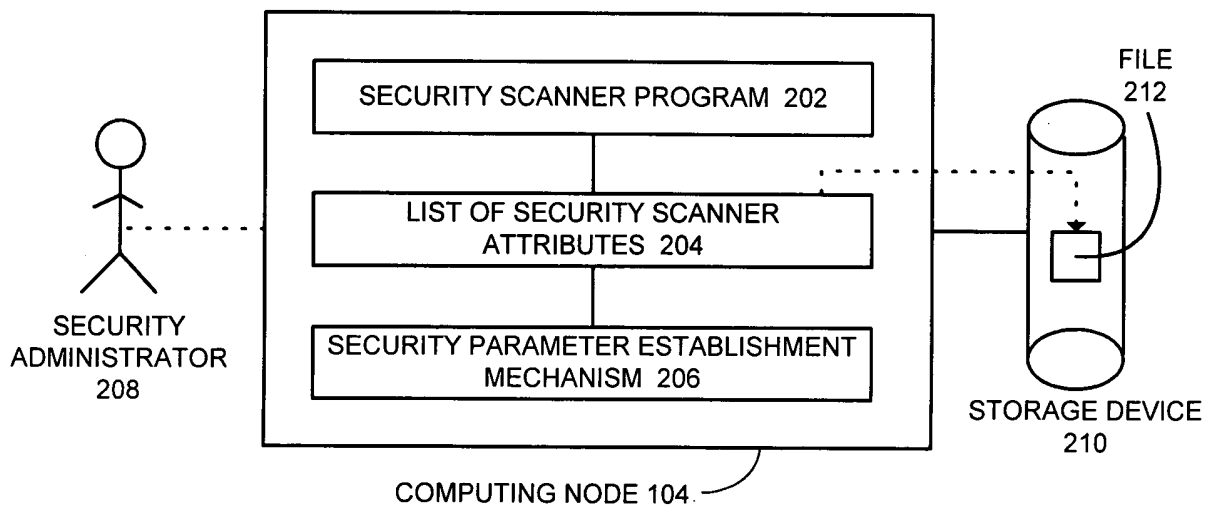 SECURITY SCANNER PROGRAM 202
LIST OF SECURITY SCANNER
ATTRIBUTES 204
SECURITY PARAMETER ESTABLISHMENT
MECHANISM 206
SECURITY
ADMINISTRATOR
208
FILE
212
STORAGE DEVICE
210
COMPUTING NODE 104